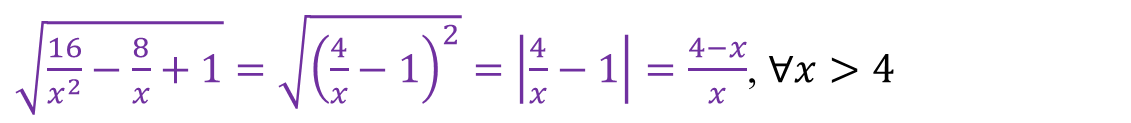 √(16/x² − 8/x + 1) = √((4/x − 1)²) = |4/x − 1| = (4−x)/x, ∀x > 4